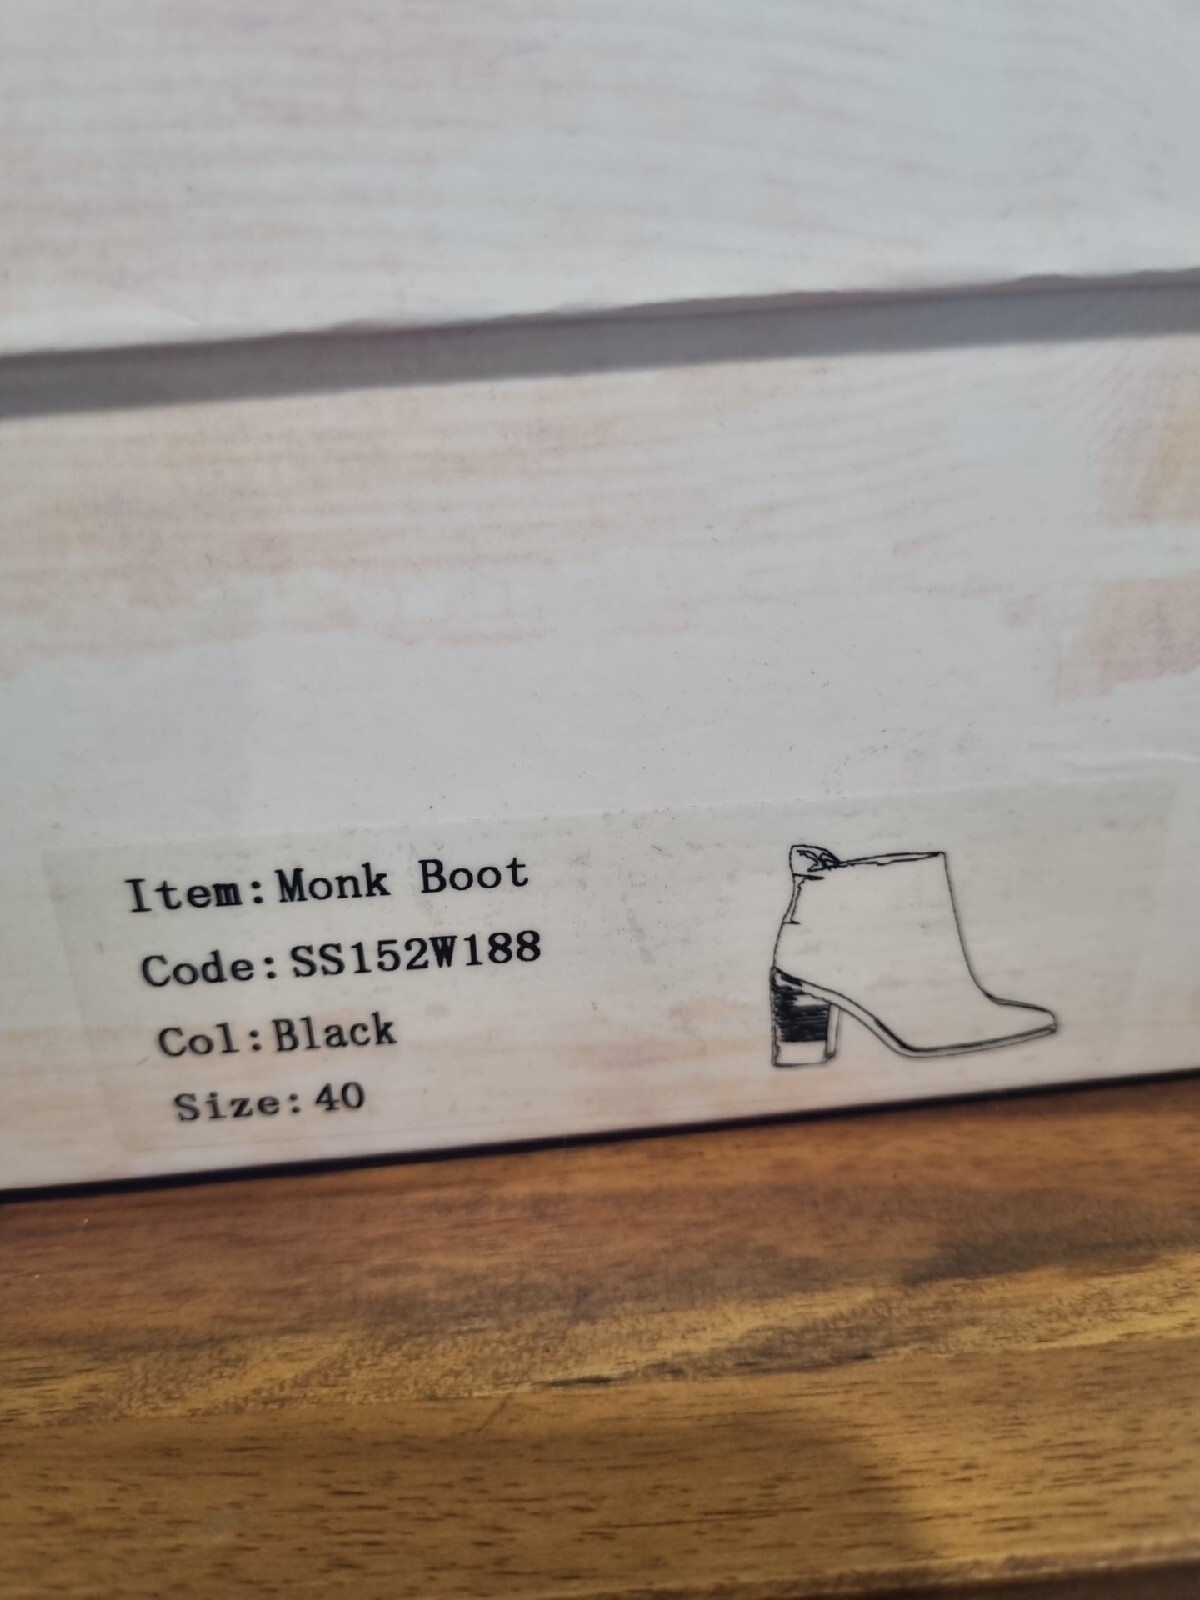 Item:Monk Boot
Code:SS152W188
Col:Black
Size:40